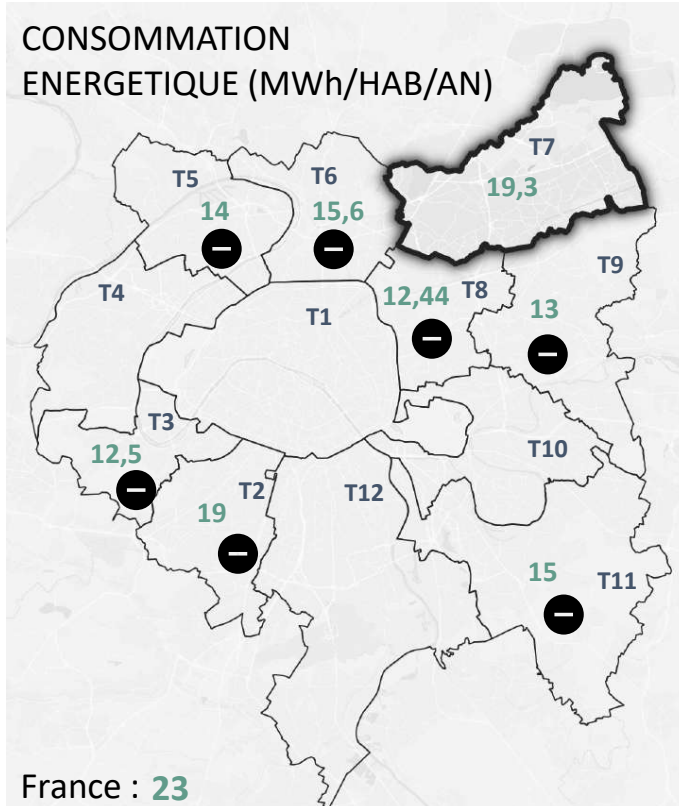 CONSOMMATION
ENERGETIQUE (MWh/HAB/AN)
T7
19,3
T5
14
T6
15,6
T4
T9
13
T8
12,44
T1
T3
12,5
T10
T2
19
T12
15
T11
France : 23